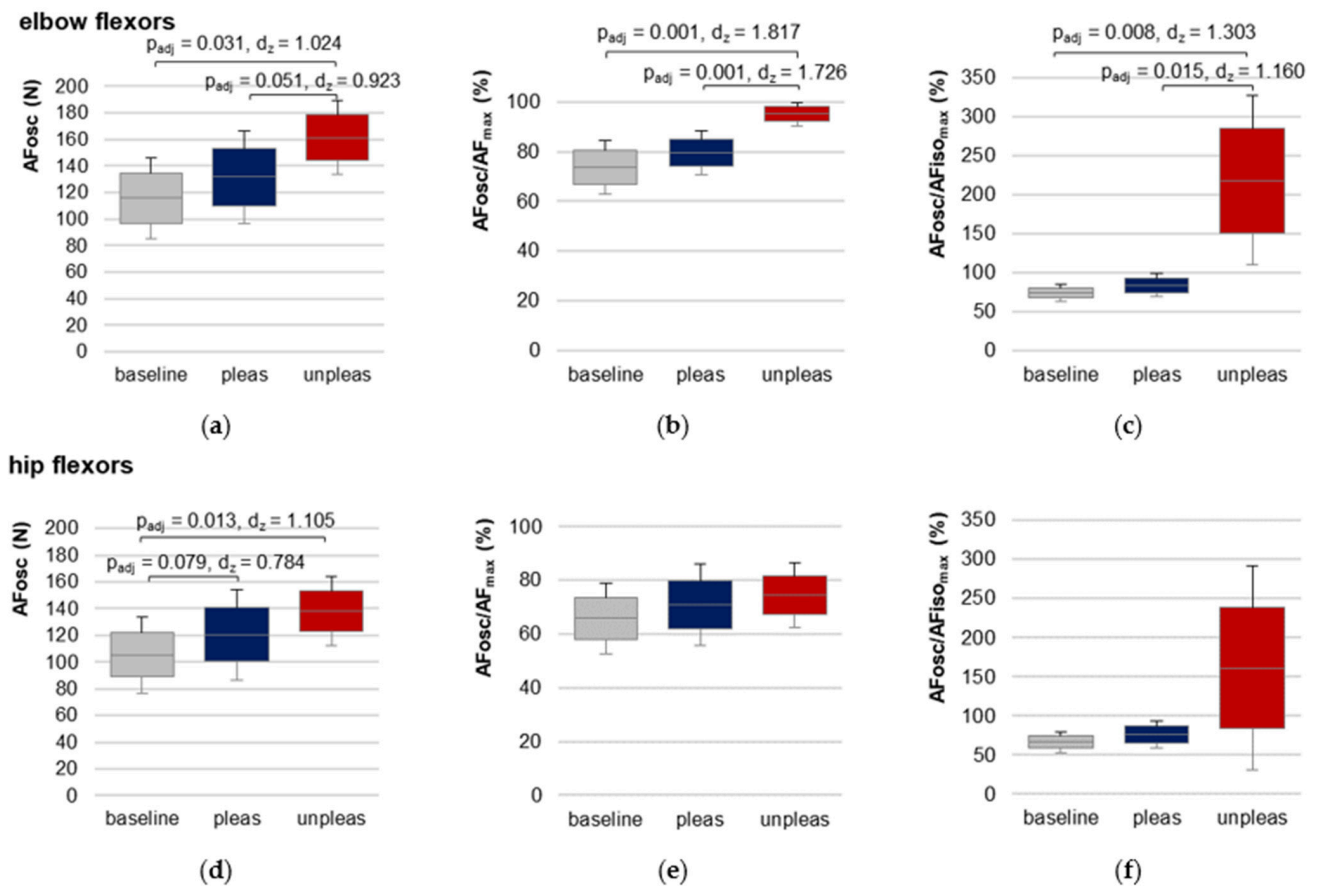 elbow flexors
p_adj = 0.031, d_z = 1.024
p_adj = 0.051, d_z = 0.923
AFosc (N)
200
180
160
140
120
100
80
60
40
20
0
baseline pleas unpleas
(a)
p_adj = 0.001, d_z = 1.817
p_adj = 0.001, d_z = 1.726
AFosc/AF_max (%)
100
80
60
40
20
0
baseline pleas unpleas
(b)
p_adj = 0.008, d_z = 1.303
p_adj = 0.015, d_z = 1.160
AFosc/AFiso_max (%)
350
300
250
200
150
100
50
0
baseline pleas unpleas
(c)
hip flexors
p_adj = 0.013, d_z = 1.105
p_adj = 0.079, d_z = 0.784
AFosc (N)
200
180
160
140
120
100
80
60
40
20
0
baseline pleas unpleas
(d)
AFosc/AF_max (%)
100
80
60
40
20
0
baseline pleas unpleas
(e)
AFosc/AFiso_max (%)
350
300
250
200
150
100
50
0
baseline pleas unpleas
(f)